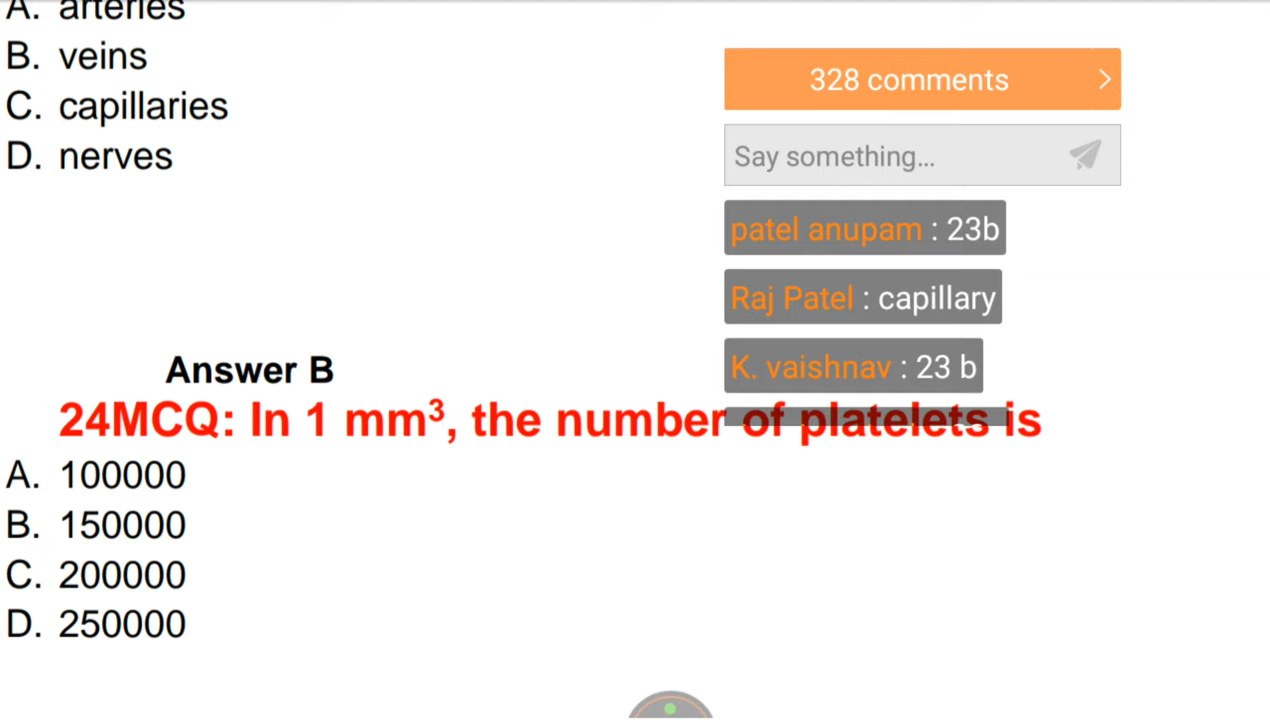 A. arteries
B. veins
C. capillaries
D. nerves
328 comments
Say something...
patel anupam : 23b
Raj Patel : capillary
K. vaishnav : 23 b
Answer B
24MCQ: In 1 mm³, the number of platelets is
A. 100000
B. 150000
C. 200000
D. 250000